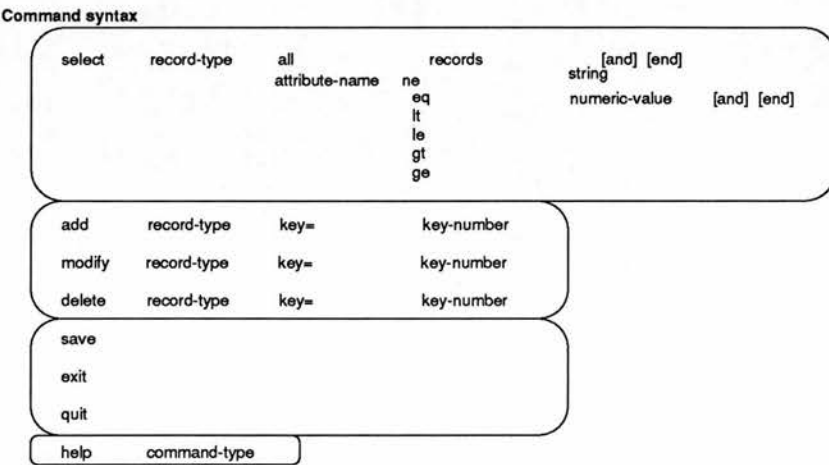 Command syntax
select record-type all records [and] [end]
string
attribute-name ne
eq numeric-value [and] [end]
lt
le
gt
ge
add record-type key= key-number
modify record-type key= key-number
delete record-type key= key-number
save
exit
quit
help command-type